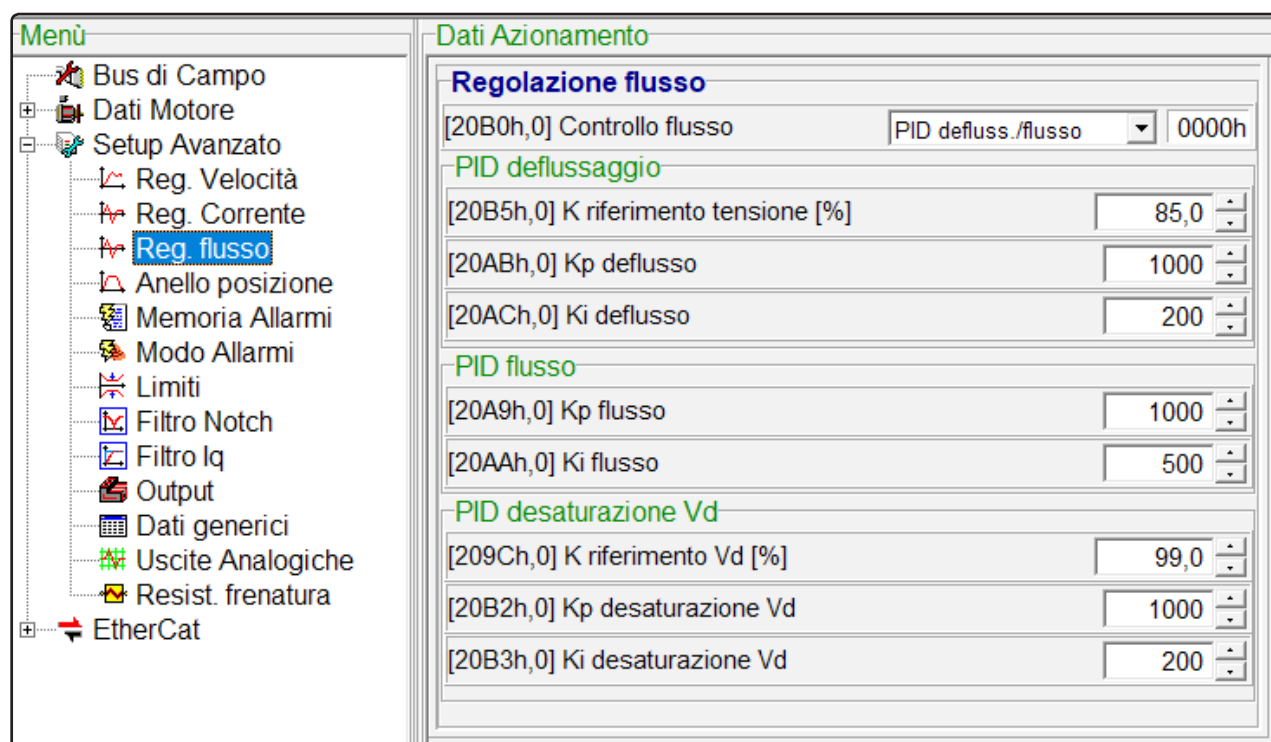 Menù
Bus di Campo
Dati Motore
Setup Avanzato
Reg. Velocità
Reg. Corrente
Reg. flusso
Anello posizione
Memoria Allarmi
Modo Allarmi
Limiti
Filtro Notch
Filtro Iq
Output
Dati generici
Uscite Analogiche
Resist. frenatura
EtherCat
Dati Azionamento
Regolazione flusso
[20B0h,0] Controllo flusso PID defluss./flusso 0000h
PID deflussaggio
[20B5h,0] K riferimento tensione [%] 85,0
[20ABh,0] Kp deflusso 1000
[20ACh,0] Ki deflusso 200
PID flusso
[20A9h,0] Kp flusso 1000
[20AAh,0] Ki flusso 500
PID desaturazione Vd
[209Ch,0] K riferimento Vd [%] 99,0
[20B2h,0] Kp desaturazione Vd 1000
[20B3h,0] Ki desaturazione Vd 200